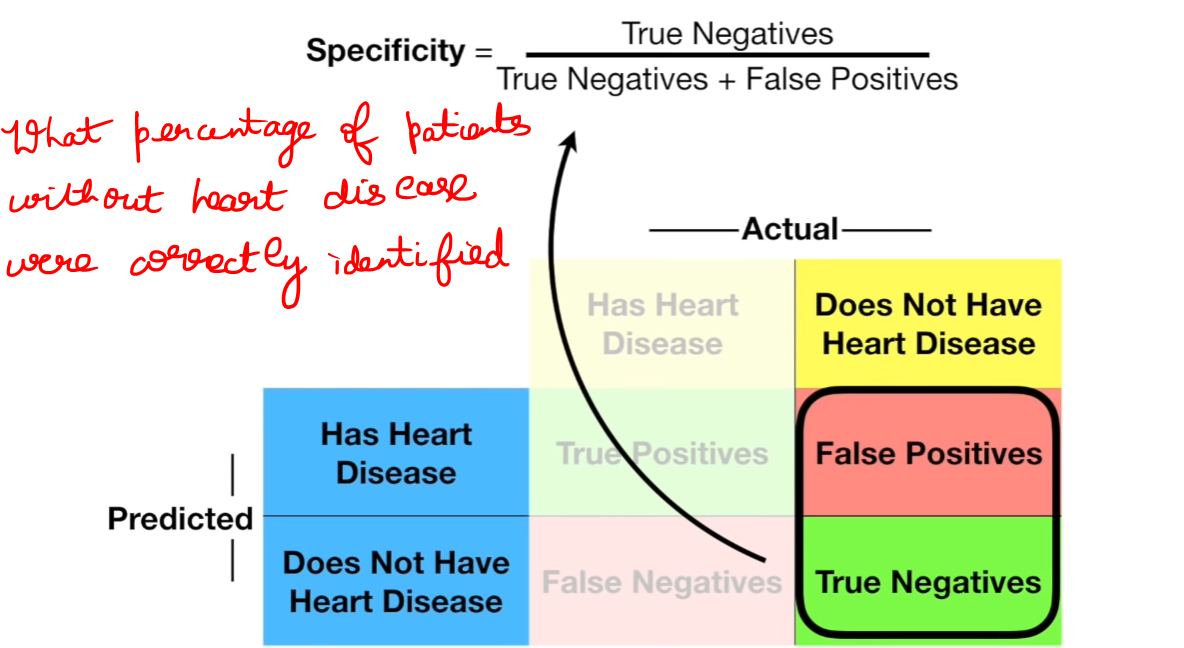 Specificity = True Negatives
True Negatives + False Positives
What percentage of patients
without heart disease
were correctly identified
Actual
Has Heart
Disease
Does Not Have
Heart Disease
Predicted
Has Heart
Disease
True Positives
False Positives
Does Not Have
Heart Disease
False Negatives
True Negatives